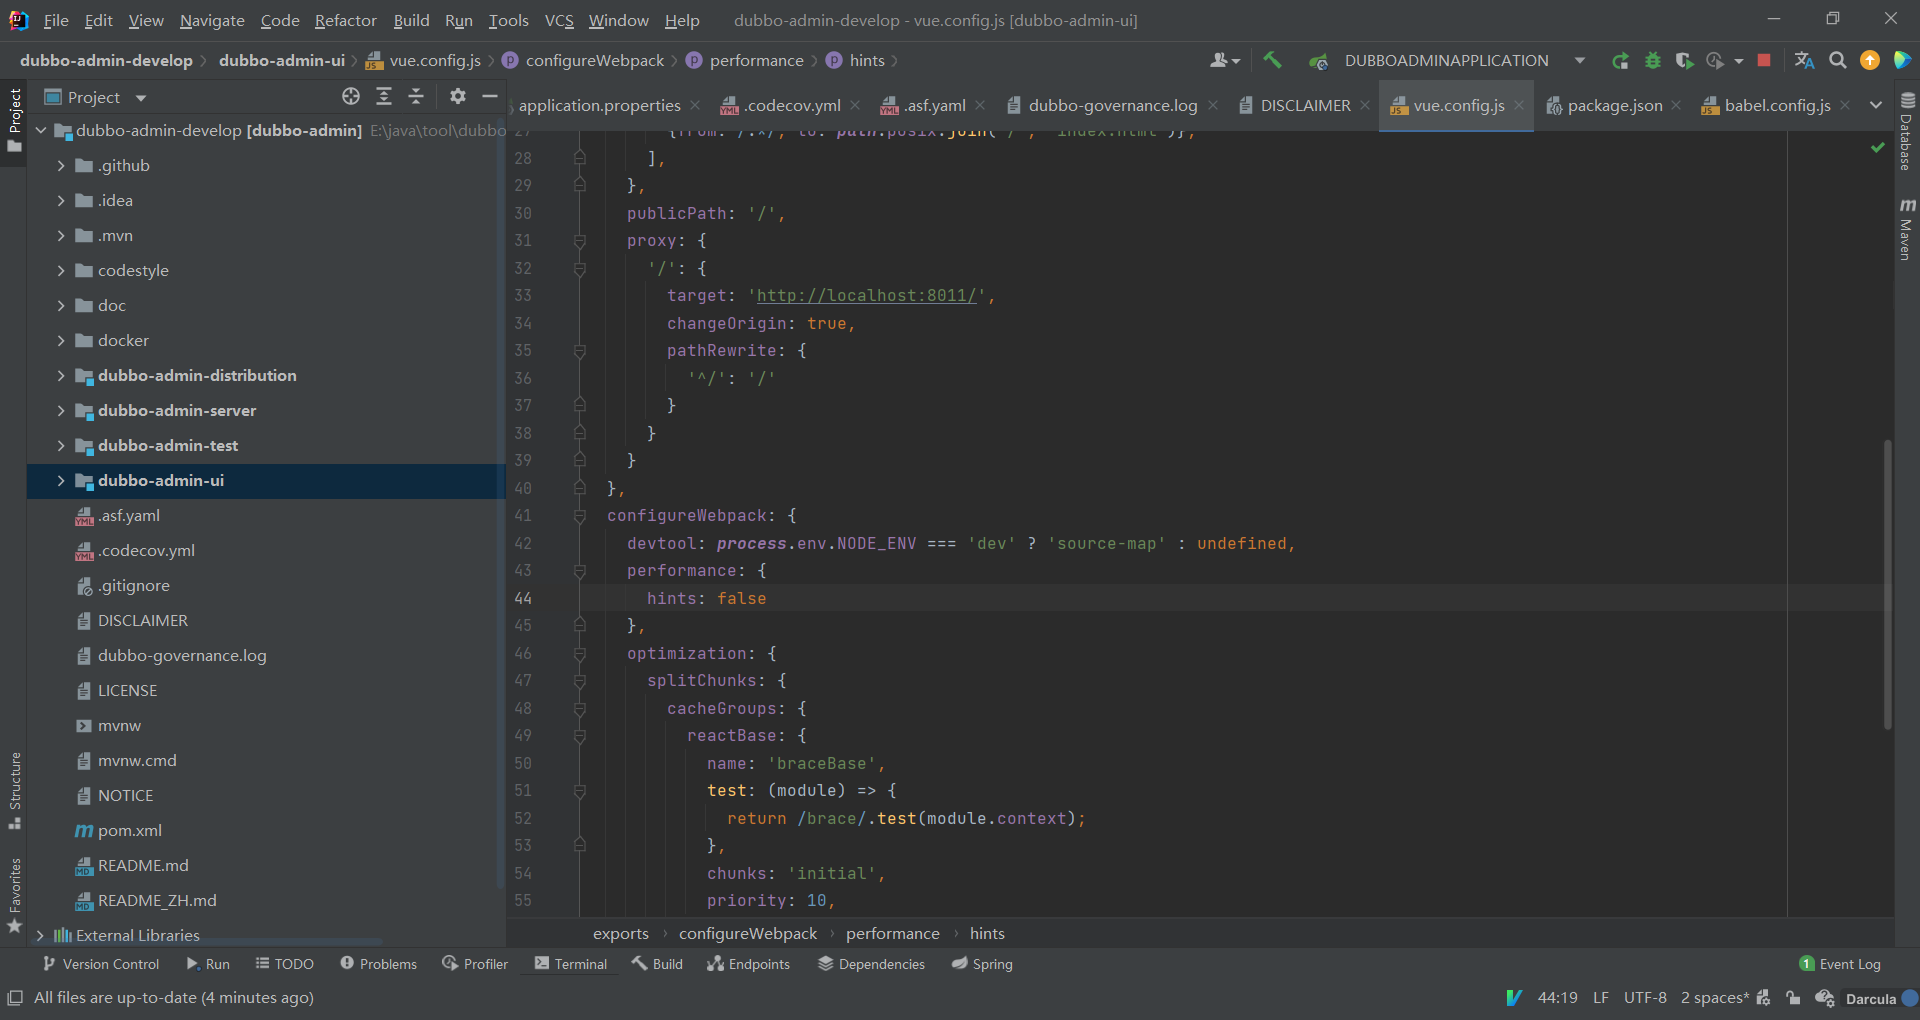 File Edit View Navigate Code Refactor Build Run Tools VCS Window Help dubbo-admin-develop - vue.config.js [dubbo-admin-ui]
dubbo-admin-develop dubbo-admin-ui vue.config.js configureWebpack performance hints DUBBOADMINAPPLICATION
Project
application.properties .codecov.yml .asf.yaml dubbo-governance.log DISCLAIMER vue.config.js package.json babel.config.js
Project
dubbo-admin-develop [dubbo-admin] E:\java\tool\dubbo
.github
.idea
.mvn
codestyle
doc
docker
dubbo-admin-distribution
dubbo-admin-server
dubbo-admin-test
dubbo-admin-ui
.asf.yaml
.codecov.yml
.gitignore
DISCLAIMER
dubbo-governance.log
LICENSE
mvnw
mvnw.cmd
NOTICE
pom.xml
README.md
README_ZH.md
External Libraries
Structure
Favorites
27 {from: /.*/, to: path.posix.join('/', 'index.html')},
28 ],
29 },
30 publicPath: '/',
31 proxy: {
32 '/': {
33 target: 'http://localhost:8011/',
34 changeOrigin: true,
35 pathRewrite: {
36 '^/': '/'
37 }
38 }
39 }
40 },
41 configureWebpack: {
42 devtool: process.env.NODE_ENV === 'dev' ? 'source-map' : undefined,
43 performance: {
44 hints: false
45 },
46 optimization: {
47 splitChunks: {
48 cacheGroups: {
49 reactBase: {
50 name: 'braceBase',
51 test: (module) => {
52 return /brace/.test(module.context);
53 },
54 chunks: 'initial',
55 priority: 10,
exports configureWebpack performance hints
Database
Maven
Version Control Run TODO Problems Profiler Terminal Build Endpoints Dependencies Spring 1 Event Log
All files are up-to-date (4 minutes ago) 44:19 LF UTF-8 2 spaces* Darcula